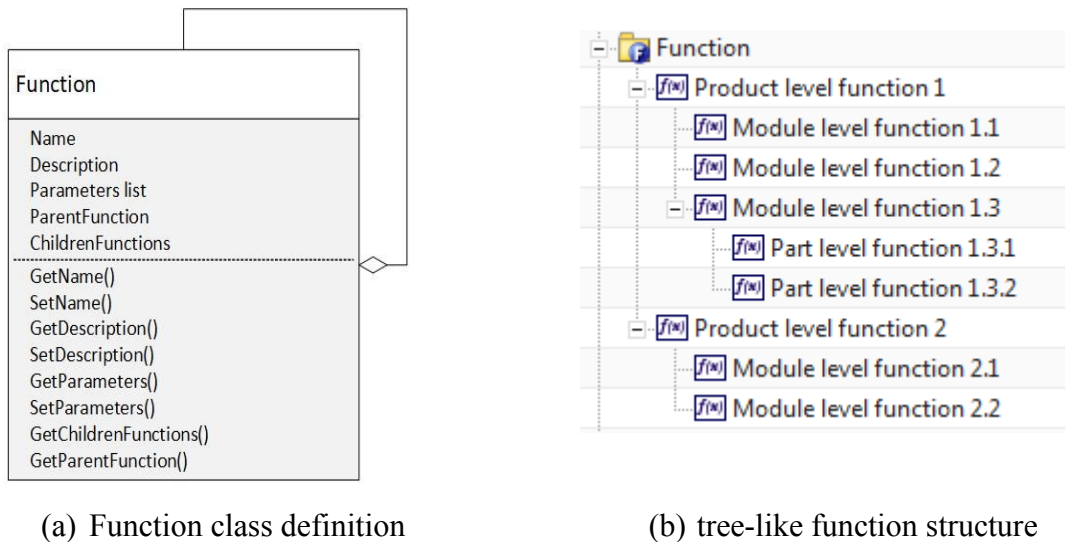 Function
Name
Description
Parameters list
ParentFunction
ChildrenFunctions
GetName()
SetName()
GetDescription()
SetDescription()
GetParameters()
SetParameters()
GetChildrenFunctions()
GetParentFunction()
(a) Function class definition
F Function
f(x) Product level function 1
f(x) Module level function 1.1
f(x) Module level function 1.2
f(x) Module level function 1.3
f(x) Part level function 1.3.1
f(x) Part level function 1.3.2
f(x) Product level function 2
f(x) Module level function 2.1
f(x) Module level function 2.2
(b) tree-like function structure